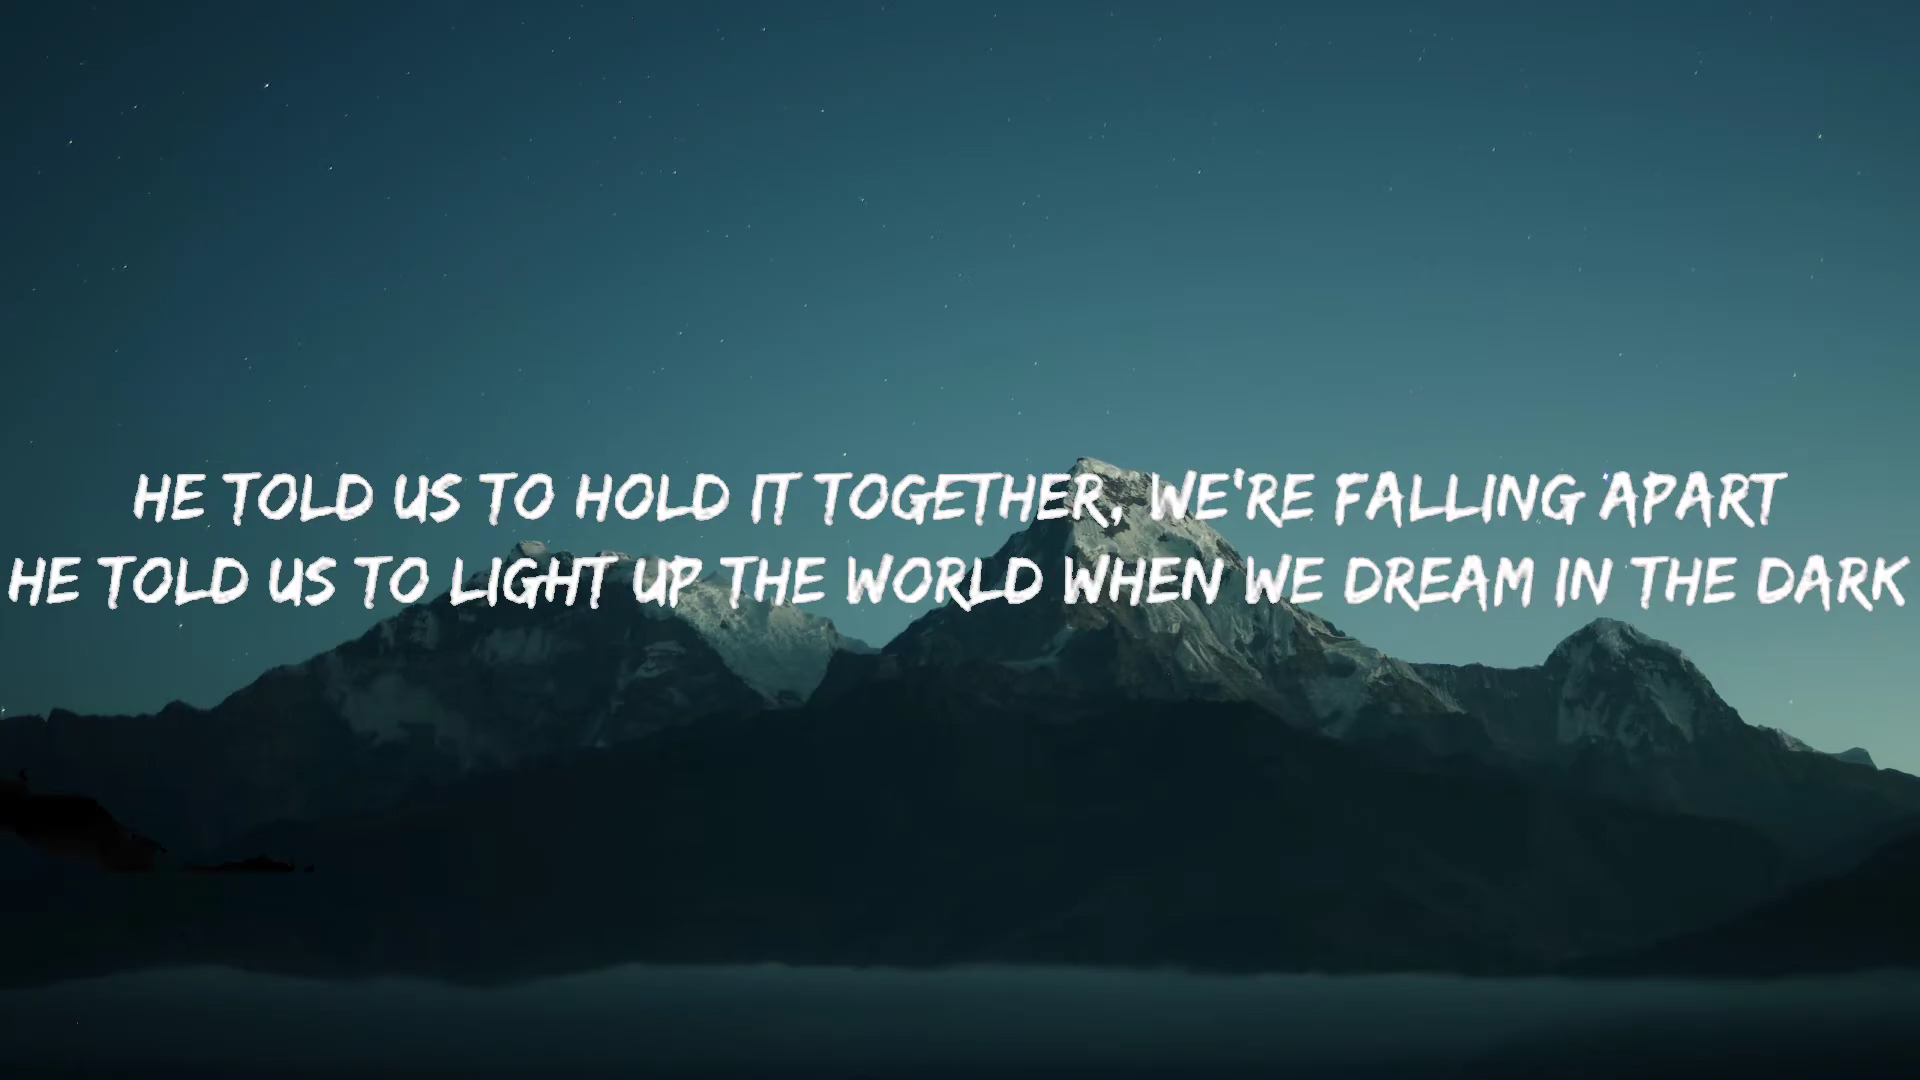 HE TOLD US TO HOLD IT TOGETHER, WE'RE FALLING APART
HE TOLD US TO LIGHT UP THE WORLD WHEN WE DREAM IN THE DARK